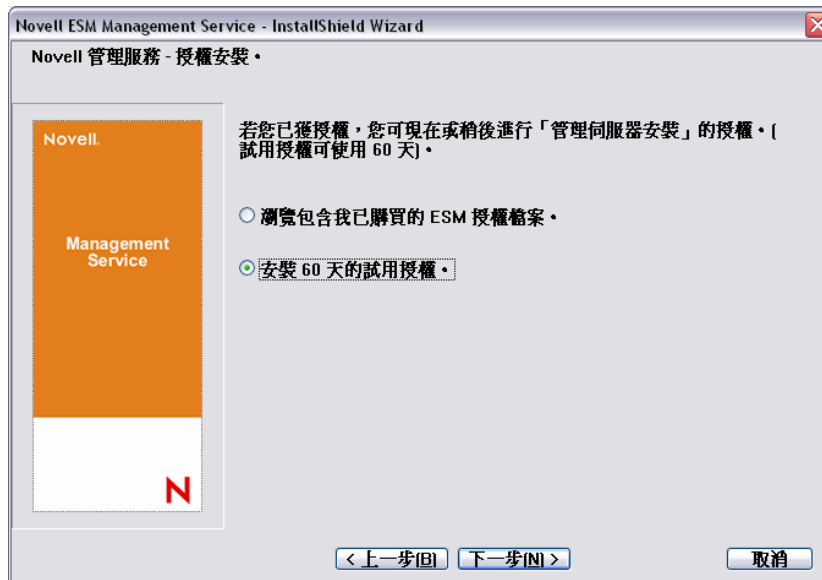 Novell ESM Management Service - InstallShield Wizard
Novell 管理服務 - 授權安裝。
Novell.
Management
Service
若您已獲授權，您可現在或稍後進行「管理伺服器安裝」的授權。(
試用授權可使用 60 天)。
瀏覽包含我已購買的 ESM 授權檔案。
安裝 60 天的試用授權。
N
< 上一步(B)
下一步(N) >
取消